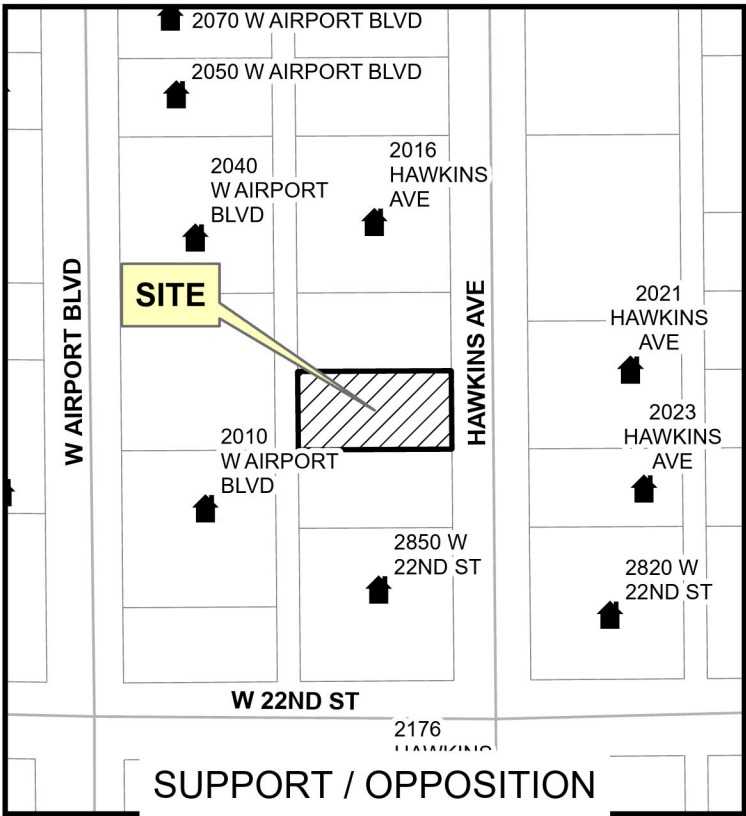 2070 W AIRPORT BLVD
2050 W AIRPORT BLVD
2040
W AIRPORT
BLVD
2016
HAWKINS
AVE
SITE
W AIRPORT BLVD
HAWKINS AVE
2021
HAWKINS
AVE
2010
W AIRPORT
BLVD
2023
HAWKINS
AVE
2850 W
22ND ST
2820 W
22ND ST
W 22ND ST
2176
HAWKINS
SUPPORT / OPPOSITION